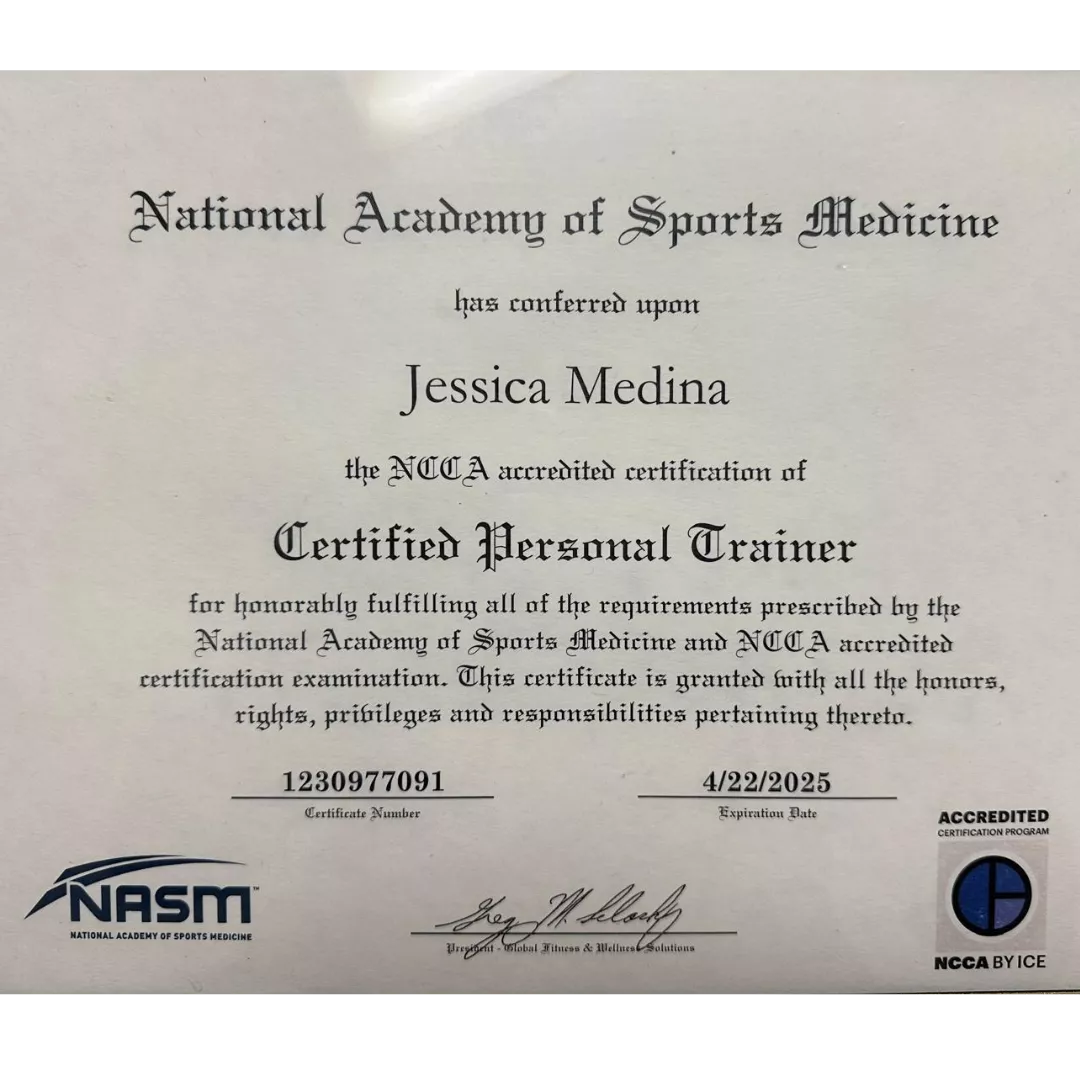 National Academy of Sports Medicine
has conferred upon
Jessica Medina
the NCCA accredited certification of
Certified Personal Trainer
for honorably fulfilling all of the requirements prescribed by the
National Academy of Sports Medicine and NCCA accredited
certification examination. This certificate is granted with all the honors,
rights, privileges and responsibilities pertaining thereto.
1230977091
Certificate Number
4/22/2025
Expiration Date
NASM™
NATIONAL ACADEMY OF SPORTS MEDICINE
President - Global Fitness & Wellness Solutions
ACCREDITED
CERTIFICATION PROGRAM
NCCA BY ICE